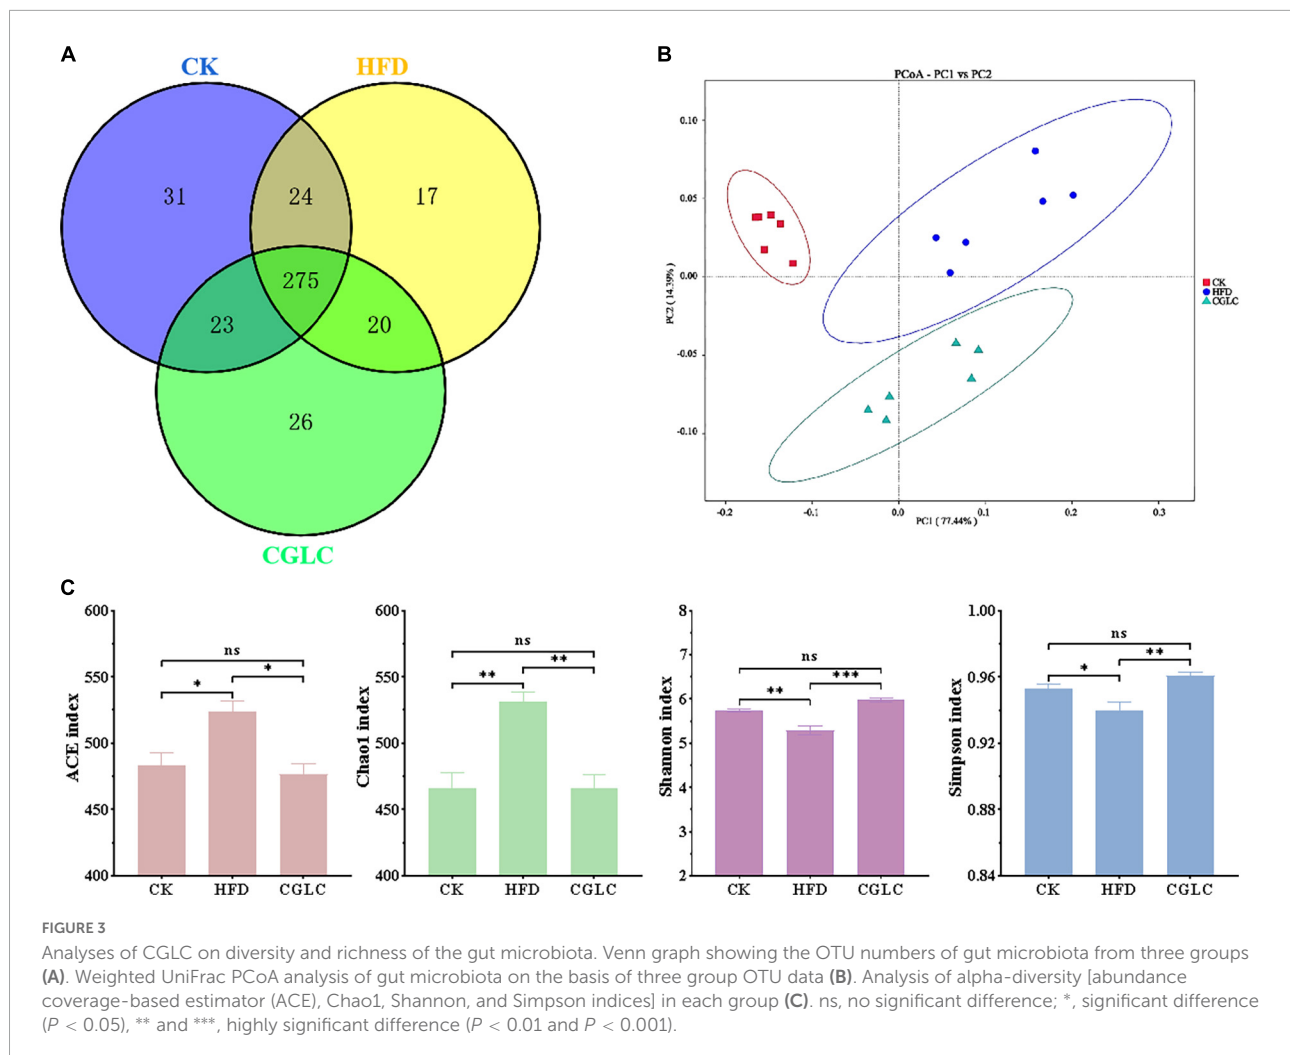 A
CK
HFD
31
24
17
275
23
20
26
CGLC
B
PCoA - PC1 vs PC2
0.10
0.05
0.00
-0.05
-0.10
PC2 ( 14.39%)
-0.2
-0.1
0.0
0.1
0.2
0.3
PC1 ( 77.44%)
CK
HFD
CGLC
C
600
550
500
450
400
ACE index
ns
*
*
CK
HFD
CGLC
600
550
500
450
400
Chao1 index
ns
**
**
CK
HFD
CGLC
8
7
6
5
4
3
2
Shannon index
ns
**
***
CK
HFD
CGLC
1.00
0.96
0.92
0.88
0.84
Simpson index
ns
*
**
CK
HFD
CGLC
FIGURE 3
Analyses of CGLC on diversity and richness of the gut microbiota. Venn graph showing the OTU numbers of gut microbiota from three groups
(A). Weighted UniFrac PCoA analysis of gut microbiota on the basis of three group OTU data (B). Analysis of alpha-diversity [abundance
coverage-based estimator (ACE), Chao1, Shannon, and Simpson indices] in each group (C). ns, no significant difference; *, significant difference
(P < 0.05), ** and ***, highly significant difference (P < 0.01 and P < 0.001).